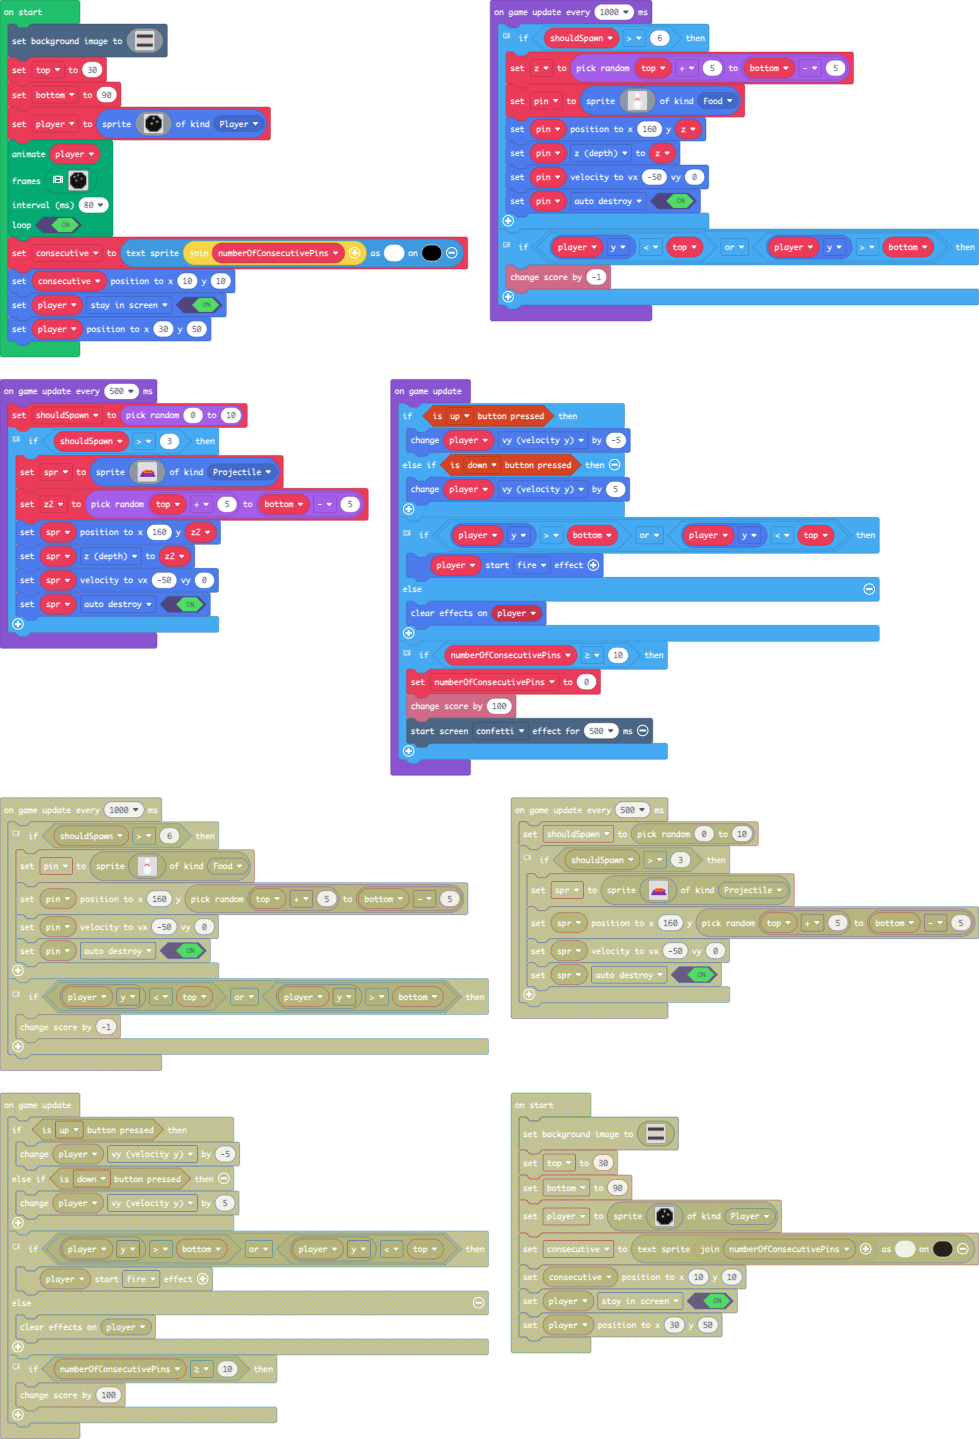 on start
set background image to
set top to 30
set bottom to 90
set player to sprite of kind Player
animate player
frames
interval (ms) 80
loop ON
set consecutive to text sprite join numberOfConsecutivePins as on
set consecutive position to x 10 y 10
set player stay in screen ON
set player position to x 30 y 50
on game update every 1000 ms
if shouldSpawn > 6 then
set z to pick random top + 5 to bottom - 5
set pin to sprite of kind Food
set pin position to x 160 y z
set pin z (depth) to z
set pin velocity to vx -50 vy 0
set pin auto destroy ON
if player y < top or player y > bottom then
change score by -1
on game update every 500 ms
set shouldSpawn to pick random 0 to 10
if shouldSpawn > 3 then
set spr to sprite of kind Projectile
set z2 to pick random top + 5 to bottom - 5
set spr position to x 160 y z2
set spr z (depth) to z2
set spr velocity to vx -50 vy 0
set spr auto destroy ON
on game update
if is up button pressed then
change player vy (velocity y) by -5
else if is down button pressed then
change player vy (velocity y) by 5
if player y > bottom or player y < top then
player start fire effect
else
clear effects on player
if numberOfConsecutivePins ≥ 10 then
set numberOfConsecutivePins to 0
change score by 100
start screen confetti effect for 500 ms
on game update every 1000 ms
if shouldSpawn > 6 then
set pin to sprite of kind Food
set pin position to x 160 y pick random top + 5 to bottom - 5
set pin velocity to vx -50 vy 0
set pin auto destroy ON
if player y < top or player y > bottom then
change score by -1
on game update every 500 ms
set shouldSpawn to pick random 0 to 10
if shouldSpawn > 3 then
set spr to sprite of kind Projectile
set spr position to x 160 y pick random top + 5 to bottom - 5
set spr velocity to vx -50 vy 0
set spr auto destroy ON
on game update
if is up button pressed then
change player vy (velocity y) by -5
else if is down button pressed then
change player vy (velocity y) by 5
if player y > bottom or player y < top then
player start fire effect
else
clear effects on player
if numberOfConsecutivePins ≥ 10 then
change score by 100
on start
set background image to
set top to 30
set bottom to 90
set player to sprite of kind Player
set consecutive to text sprite join numberOfConsecutivePins as on
set consecutive position to x 10 y 10
set player stay in screen ON
set player position to x 30 y 50